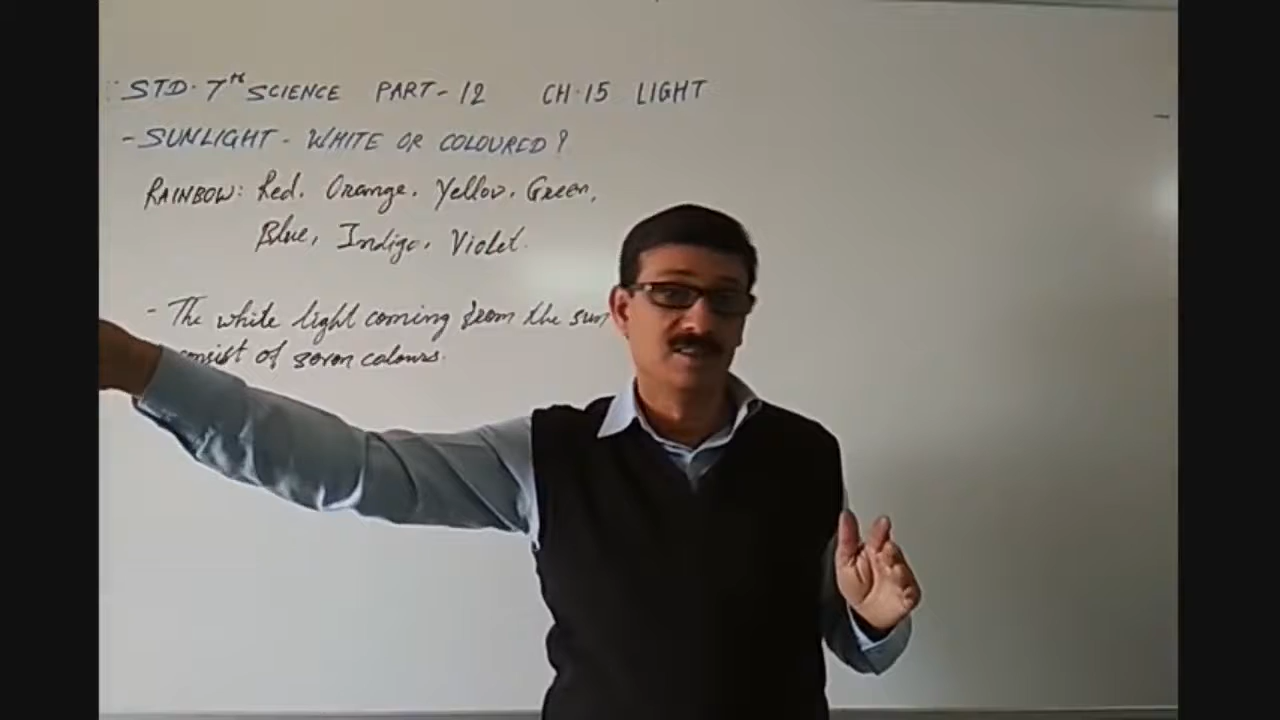 STD. 7th SCIENCE PART-12 CH.15 LIGHT
- SUNLIGHT - WHITE OR COLOURED?
RAINBOW: Red, Orange, Yellow, Green,
Blue, Indigo, Violet.
- The white light coming from the sun
consist of seven colours.